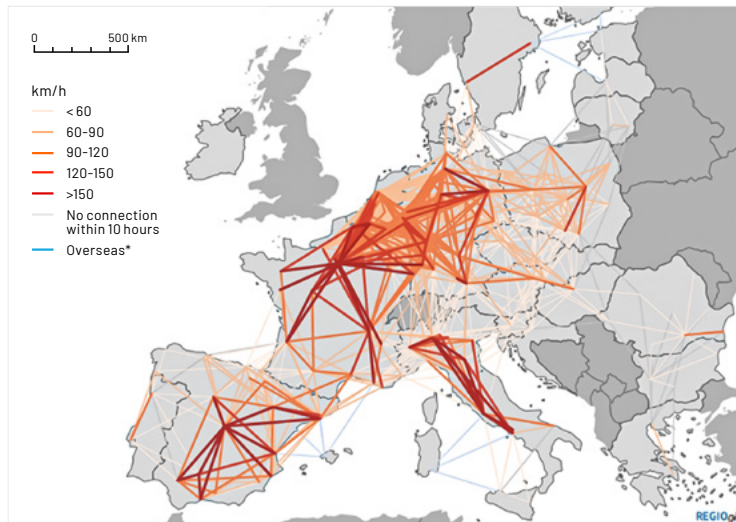 0 500 km
km/h
< 60
60-90
90-120
120-150
>150
No connection
within 10 hours
Overseas*
REGIO